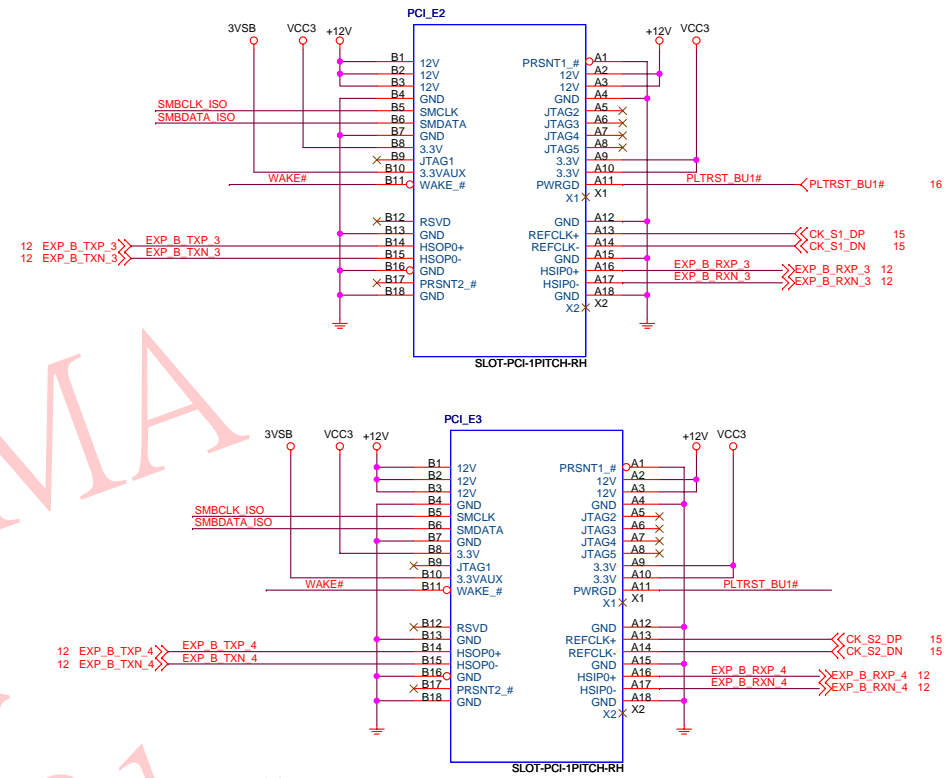 PCI_E2
3VSB VCC3 +12V +12V VCC3
B1 12V PRSNT1_# A1
B2 12V 12V A2
B3 12V 12V A3
B4 GND GND A4
SMBCLK_ISO B5 SMCLK JTAG2 A5
SMBDATA_ISO B6 SMDATA JTAG3 A6
B7 GND JTAG4 A7
B8 3.3V JTAG5 A8
B9 JTAG1 3.3V A9
B10 3.3VAUX 3.3V A10
WAKE# B11 WAKE_# PWRGD A11 PLTRST_BU1# PLTRST_BU1# 16
X1 X1
B12 RSVD GND A12
B13 GND REFCLK+ A13 CK_S1_DP 15
12 EXP_B_TXP_3 EXP_B_TXP_3 B14 HSOP0+ REFCLK- A14 CK_S1_DN 15
12 EXP_B_TXN_3 EXP_B_TXN_3 B15 HSOP0- GND A15
B16 GND HSIP0+ A16 EXP_B_RXP_3 EXP_B_RXP_3 12
B17 PRSNT2_# HSIP0- A17 EXP_B_RXN_3 EXP_B_RXN_3 12
B18 GND GND A18
X2 X2
SLOT-PCI-1PITCH-RH
PCI_E3
3VSB VCC3 +12V +12V VCC3
B1 12V PRSNT1_# A1
B2 12V 12V A2
B3 12V 12V A3
B4 GND GND A4
SMBCLK_ISO B5 SMCLK JTAG2 A5
SMBDATA_ISO B6 SMDATA JTAG3 A6
B7 GND JTAG4 A7
B8 3.3V JTAG5 A8
B9 JTAG1 3.3V A9
B10 3.3VAUX 3.3V A10
WAKE# B11 WAKE_# PWRGD A11 PLTRST_BU1#
X1 X1
B12 RSVD GND A12
B13 GND REFCLK+ A13 CK_S2_DP 15
12 EXP_B_TXP_4 EXP_B_TXP_4 B14 HSOP0+ REFCLK- A14 CK_S2_DN 15
12 EXP_B_TXN_4 EXP_B_TXN_4 B15 HSOP0- GND A15
B16 GND HSIP0+ A16 EXP_B_RXP_4 EXP_B_RXP_4 12
B17 PRSNT2_# HSIP0- A17 EXP_B_RXN_4 EXP_B_RXN_4 12
B18 GND GND A18
X2 X2
SLOT-PCI-1PITCH-RH
MA